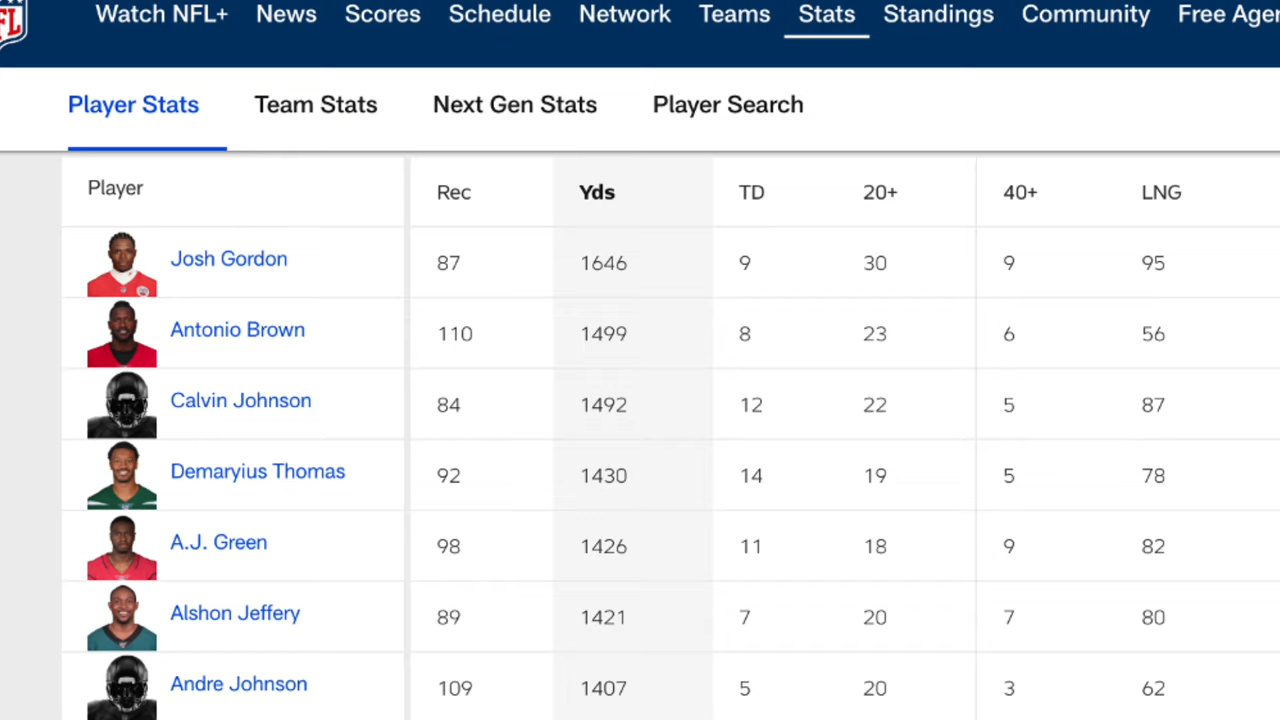 Watch NFL+ News Scores Schedule Network Teams Stats Standings Community Free Agen
Player Stats Team Stats Next Gen Stats Player Search
Player Rec Yds TD 20+ 40+ LNG
Josh Gordon 87 1646 9 30 9 95
Antonio Brown 110 1499 8 23 6 56
Calvin Johnson 84 1492 12 22 5 87
Demaryius Thomas 92 1430 14 19 5 78
A.J. Green 98 1426 11 18 9 82
Alshon Jeffery 89 1421 7 20 7 80
Andre Johnson 109 1407 5 20 3 62